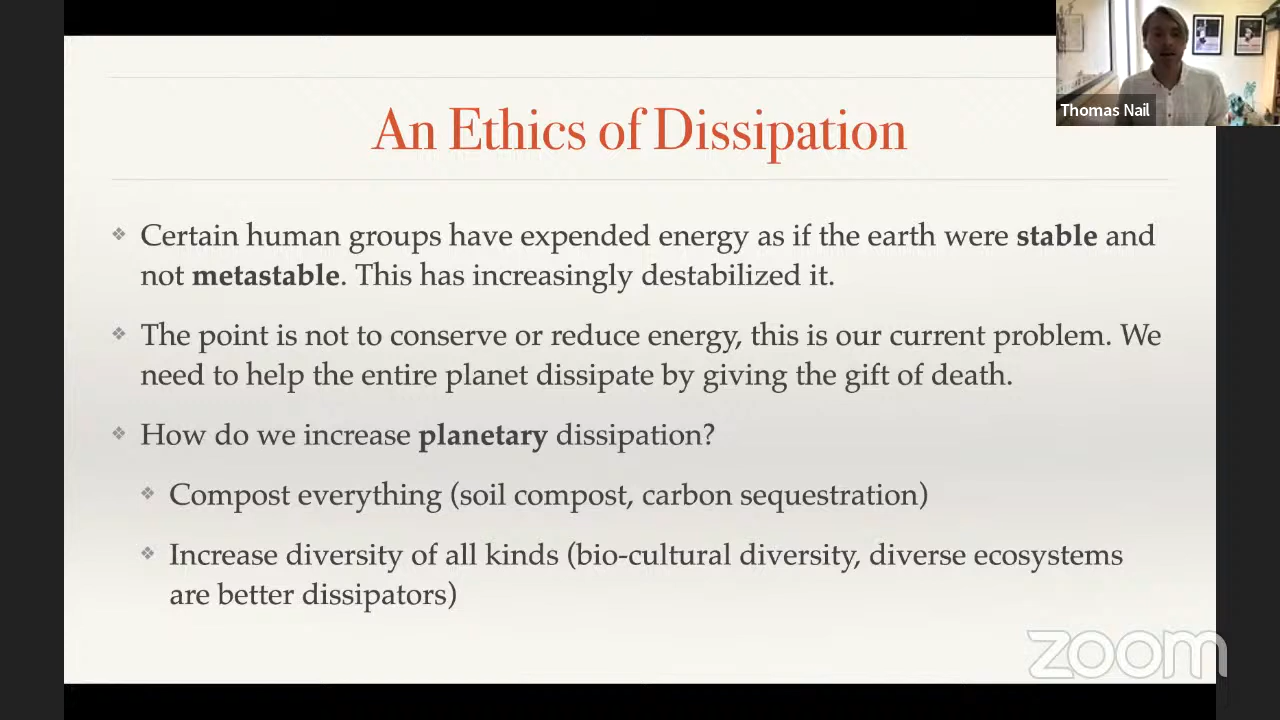 Thomas Nail
An Ethics of Dissipation
Certain human groups have expended energy as if the earth were stable and
not metastable. This has increasingly destabilized it.
The point is not to conserve or reduce energy, this is our current problem. We
need to help the entire planet dissipate by giving the gift of death.
How do we increase planetary dissipation?
Compost everything (soil compost, carbon sequestration)
Increase diversity of all kinds (bio-cultural diversity, diverse ecosystems
are better dissipators)
zoom